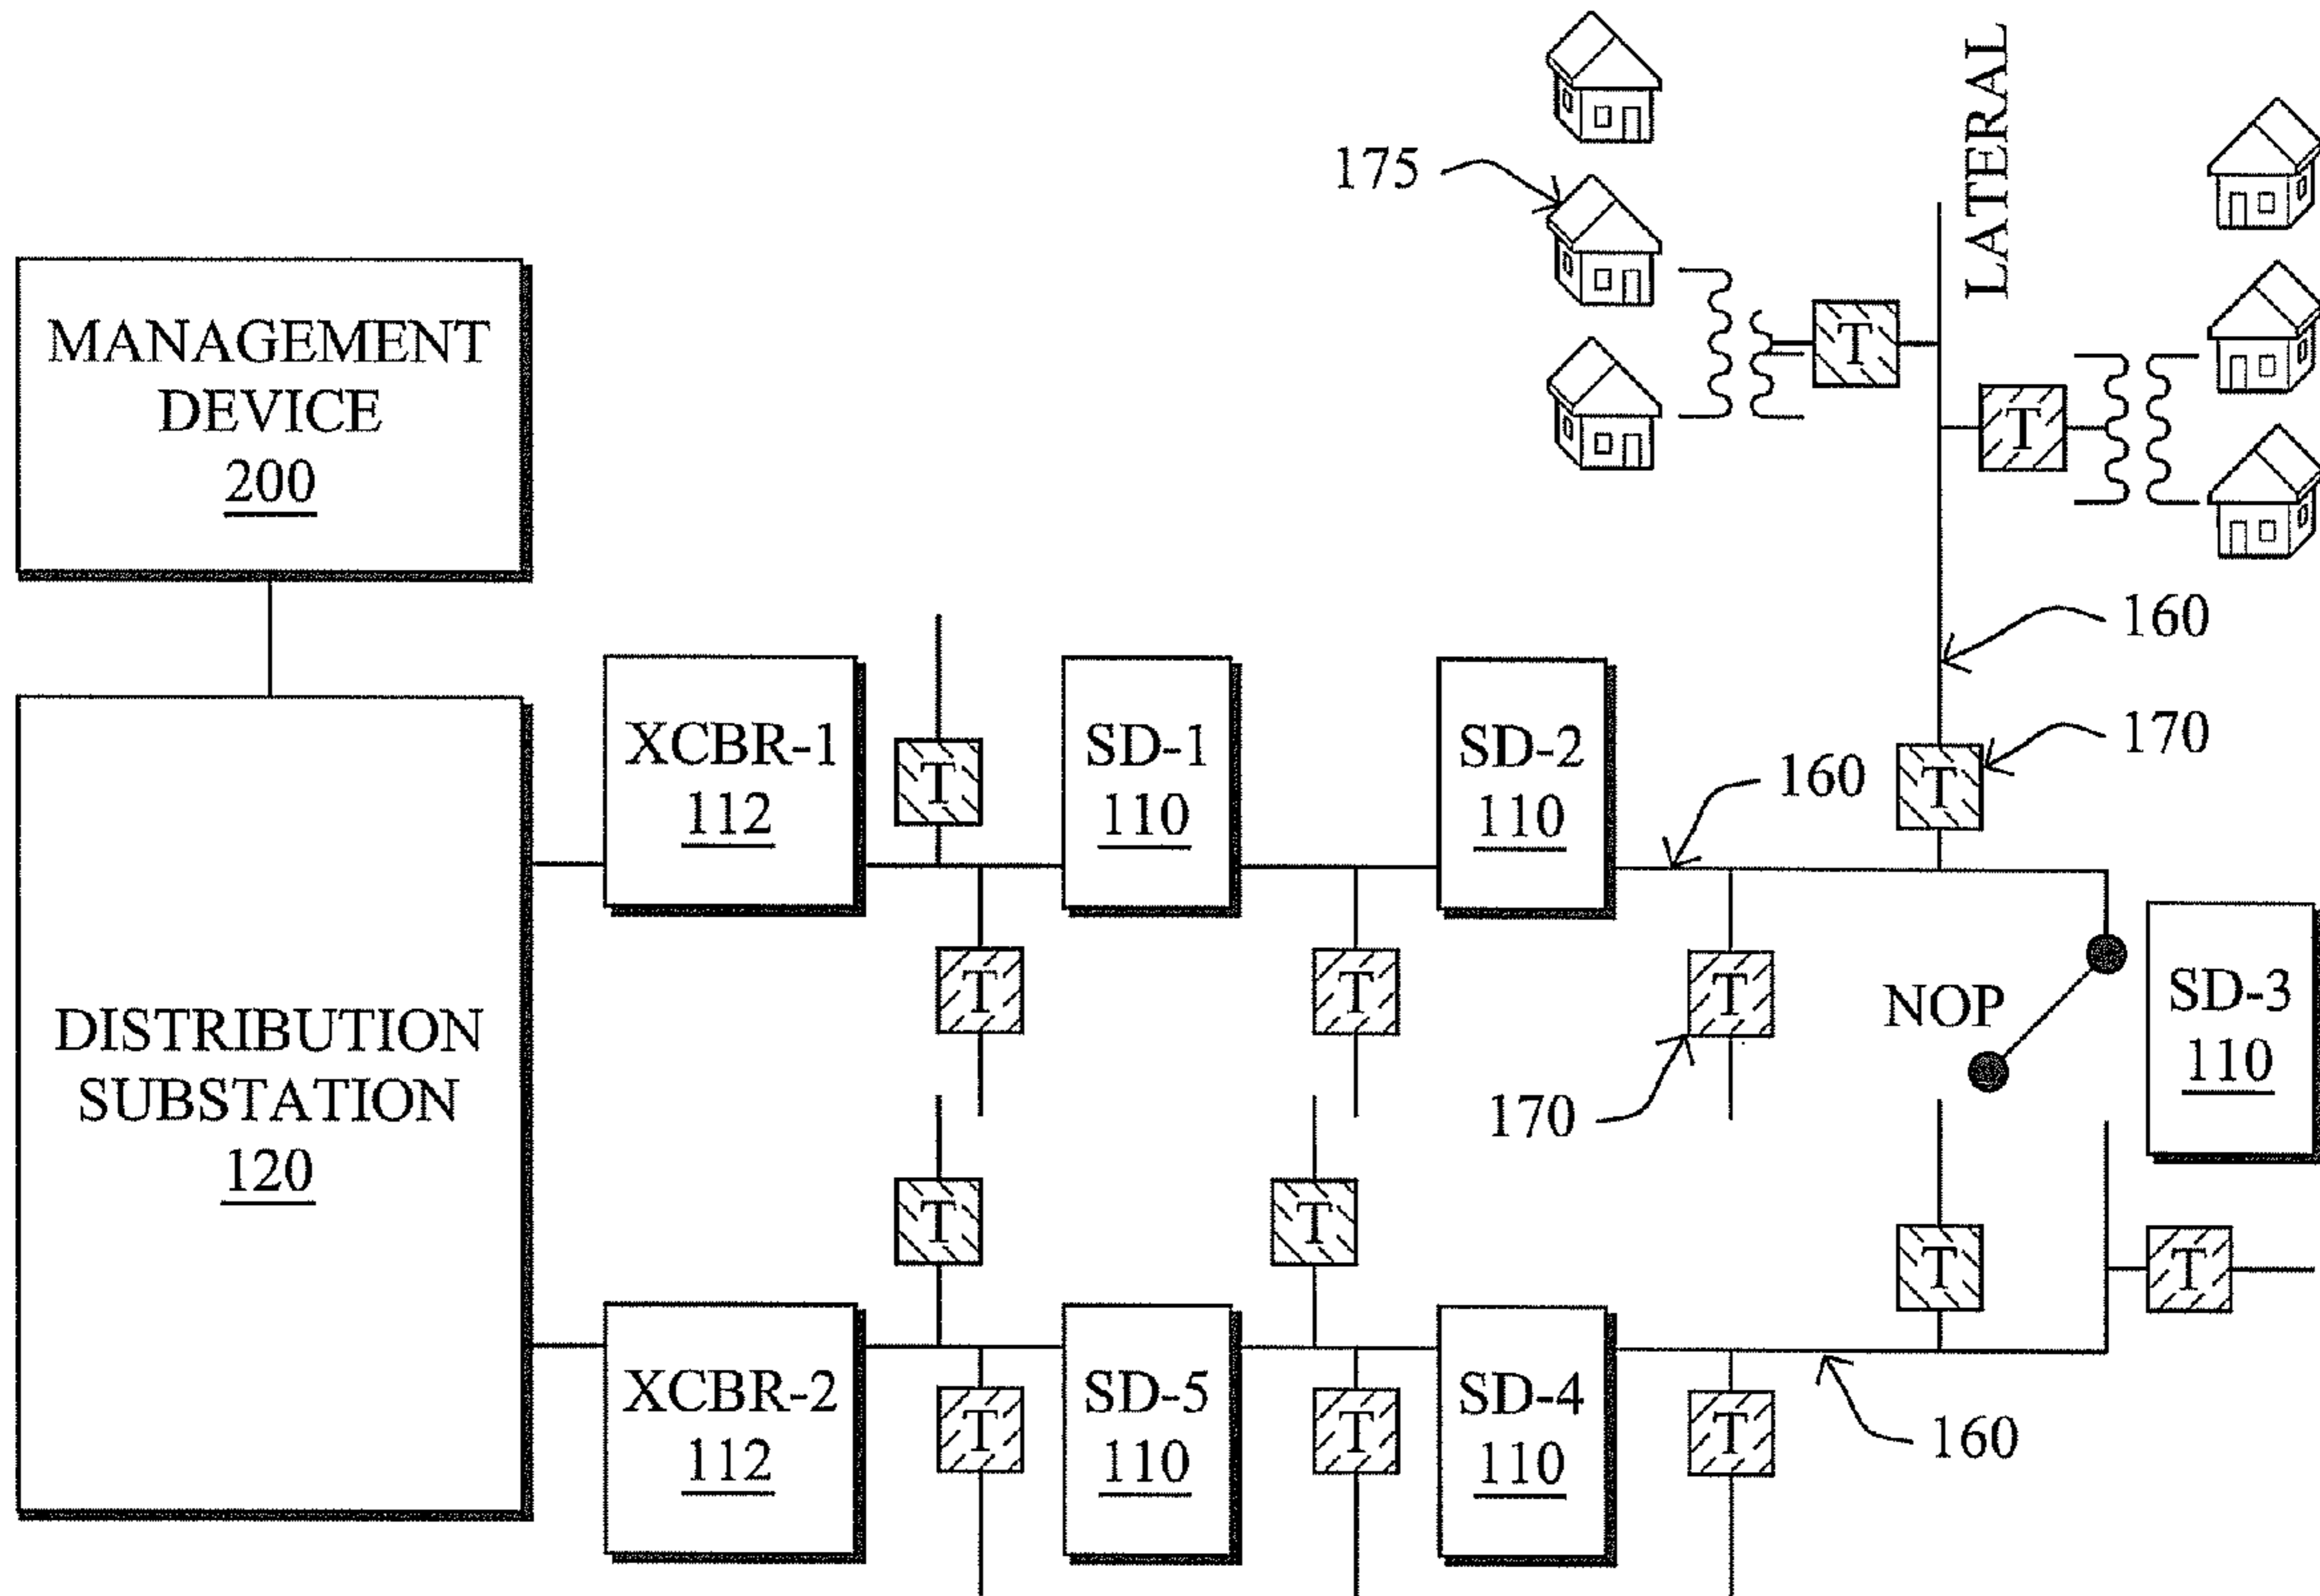 LATERAL
175
T
T
MANAGEMENT
DEVICE
200
160
170
XCBR-1
112
T
SD-1
110
SD-2
110
160
T
T
T
T
170
NOP
SD-3
110
DISTRIBUTION
SUBSTATION
120
T
T
T
T
XCBR-2
112
T
SD-5
110
T
SD-4
110
T
160